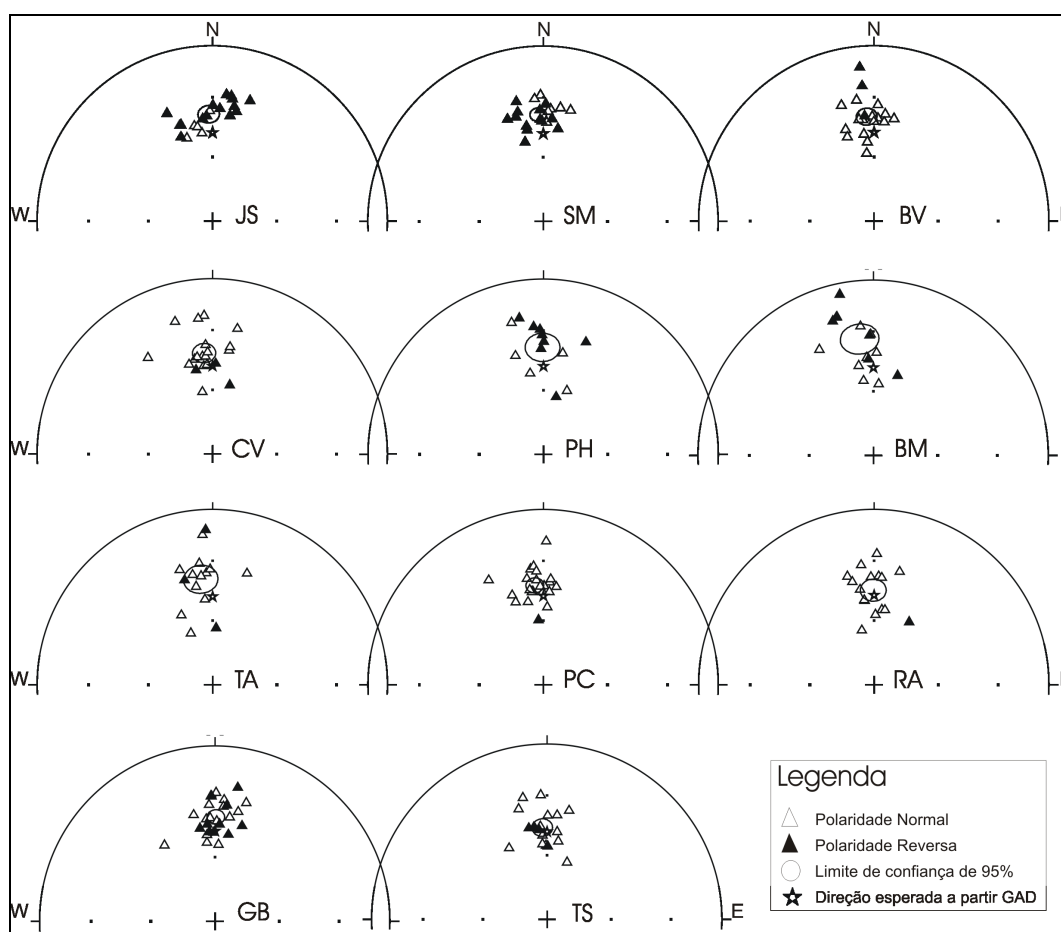 N N N
W JS SM BV
W CV PH BM
W TA PC RA
W GB TS E
Legenda
Polaridade Normal
Polaridade Reversa
Limite de confiança de 95%
Direção esperada a partir GAD